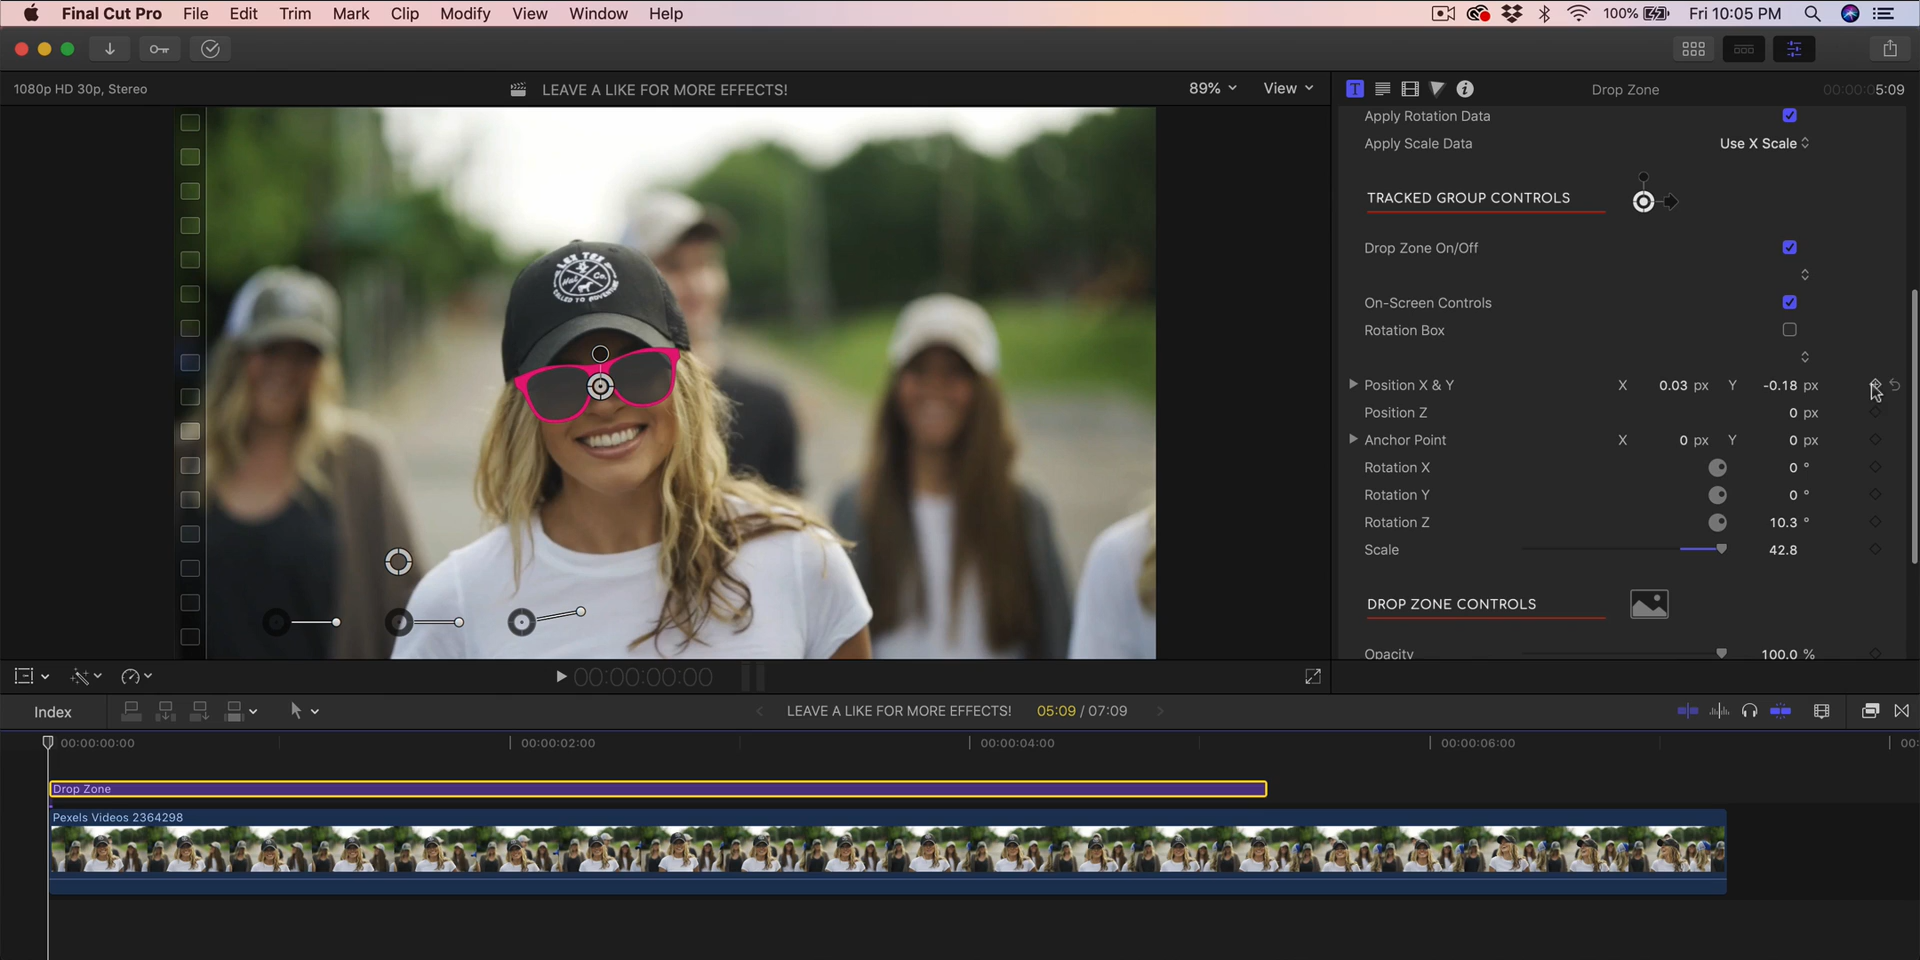 Final Cut Pro File Edit Trim Mark Clip Modify View Window Help 100% Fri 10:05 PM
1080p HD 30p, Stereo LEAVE A LIKE FOR MORE EFFECTS! 89% View T Drop Zone 00:00:05:09
Apply Rotation Data
Apply Scale Data Use X Scale
TRACKED GROUP CONTROLS
Drop Zone On/Off
On-Screen Controls
Rotation Box
Position X & Y X 0.03 px Y -0.18 px
Position Z 0 px
Anchor Point X 0 px Y 0 px
Rotation X 0 °
Rotation Y 0 °
Rotation Z 10.3 °
Scale 42.8
DROP ZONE CONTROLS
Opacity 100.0 %
Co.
CALLED TO ADVENTURE
00:00:00:00
Index LEAVE A LIKE FOR MORE EFFECTS! 05:09 / 07:09
00:00:00:00 00:00:02:00 00:00:04:00 00:00:06:00 00:
Drop Zone
Pexels Videos 2364298